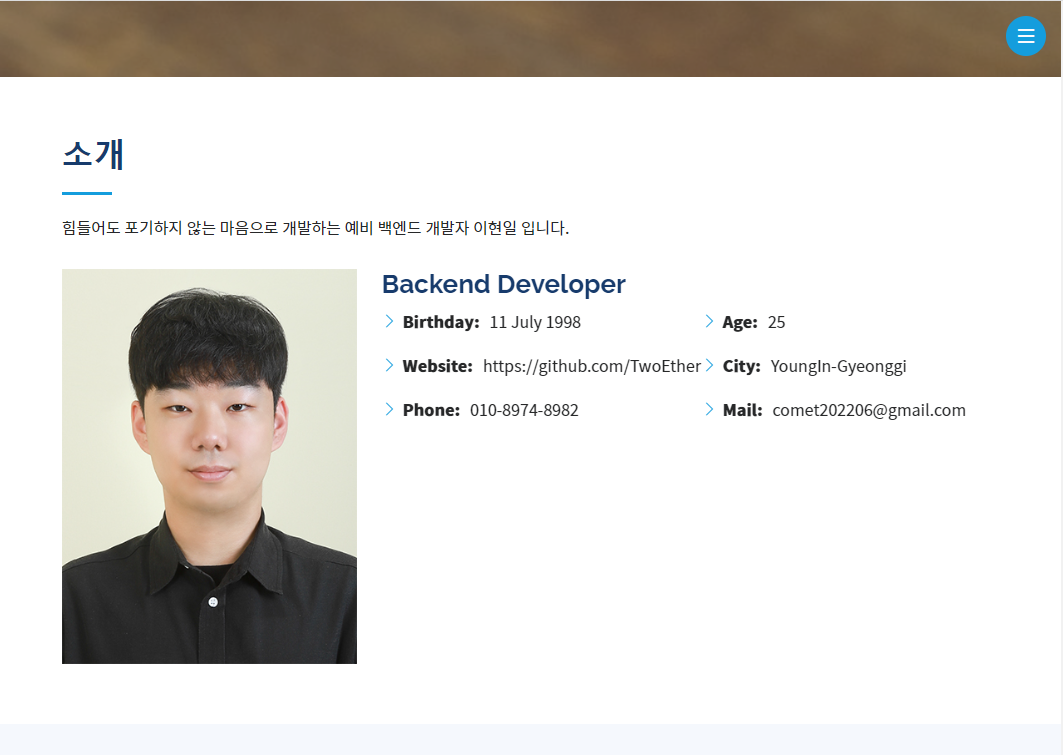 소개
힘들어도 포기하지 않는 마음으로 개발하는 예비 백엔드 개발자 이현일 입니다.
Backend Developer
Birthday: 11 July 1998
Age: 25
Website: https://github.com/TwoEther
City: YoungIn-Gyeonggi
Phone: 010-8974-8982
Mail: comet202206@gmail.com